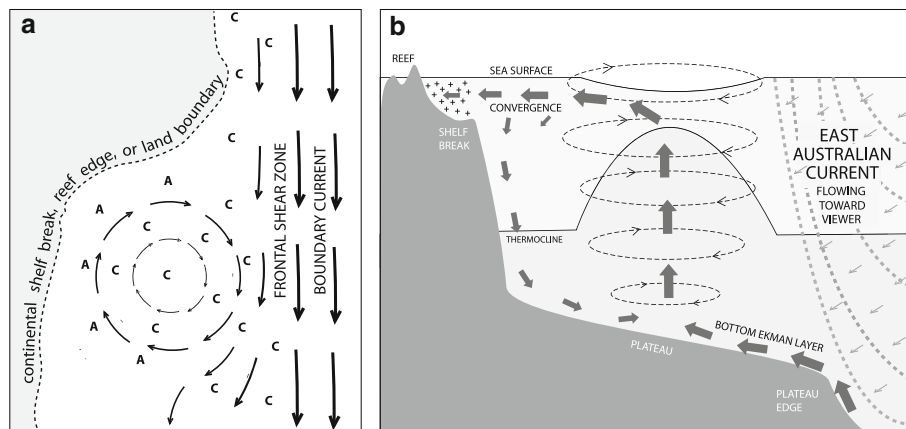 a
C
C
C
C
C
continental shelf break, reef edge, or land boundary
FRONTAL SHEAR ZONE
BOUNDARY CURRENT
A
A
C
C
A
C
C
C
C
C
A
C
C
C
A
C
A
C
C
C
b
REEF
SEA SURFACE
CONVERGENCE
SHELF
BREAK
EAST
AUSTRALIAN
CURRENT
FLOWING
TOWARD
VIEWER
THERMOCLINE
BOTTOM EKMAN LAYER
PLATEAU
PLATEAU
EDGE